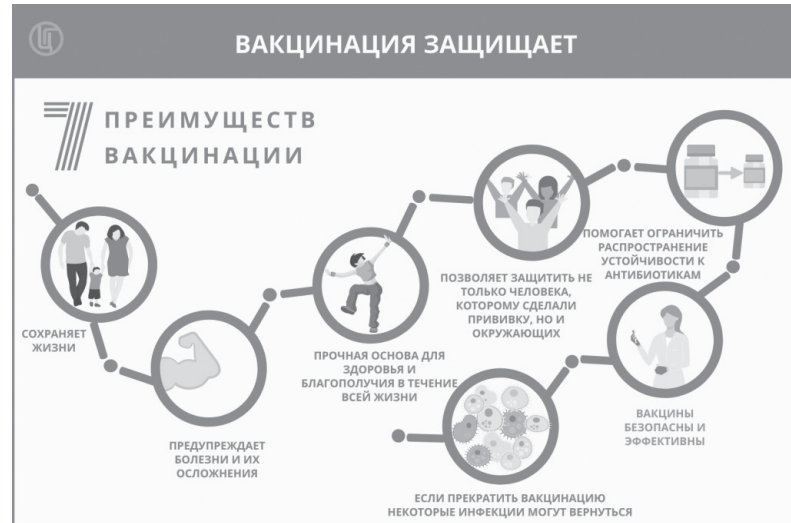 ВАКЦИНАЦИЯ ЗАЩИЩАЕТ
7 ПРЕИМУЩЕСТВ
ВАКЦИНАЦИИ
СОХРАНЯЕТ
ЖИЗНИ
ПРЕДУПРЕЖДАЕТ
БОЛЕЗНИ И ИХ
ОСЛОЖНЕНИЯ
ПРОЧНАЯ ОСНОВА ДЛЯ
ЗДОРОВЬЯ И
БЛАГОПОЛУЧИЯ В ТЕЧЕНИЕ
ВСЕЙ ЖИЗНИ
ПОЗВОЛЯЕТ ЗАЩИТИТЬ НЕ
ТОЛЬКО ЧЕЛОВЕКА,
КОТОРОМУ СДЕЛАЛИ
ПРИВИВКУ, НО И
ОКРУЖАЮЩИХ
ПОМОГАЕТ ОГРАНИЧИТЬ
РАСПРОСТРАНЕНИЕ
УСТОЙЧИВОСТИ К
АНТИБИОТИКАМ
ВАКЦИНЫ
БЕЗОПАСНЫ И
ЭФФЕКТИВНЫ
ЕСЛИ ПРЕКРАТИТЬ ВАКЦИНАЦИЮ
НЕКОТОРЫЕ ИНФЕКЦИИ МОГУТ ВЕРНУТЬСЯ